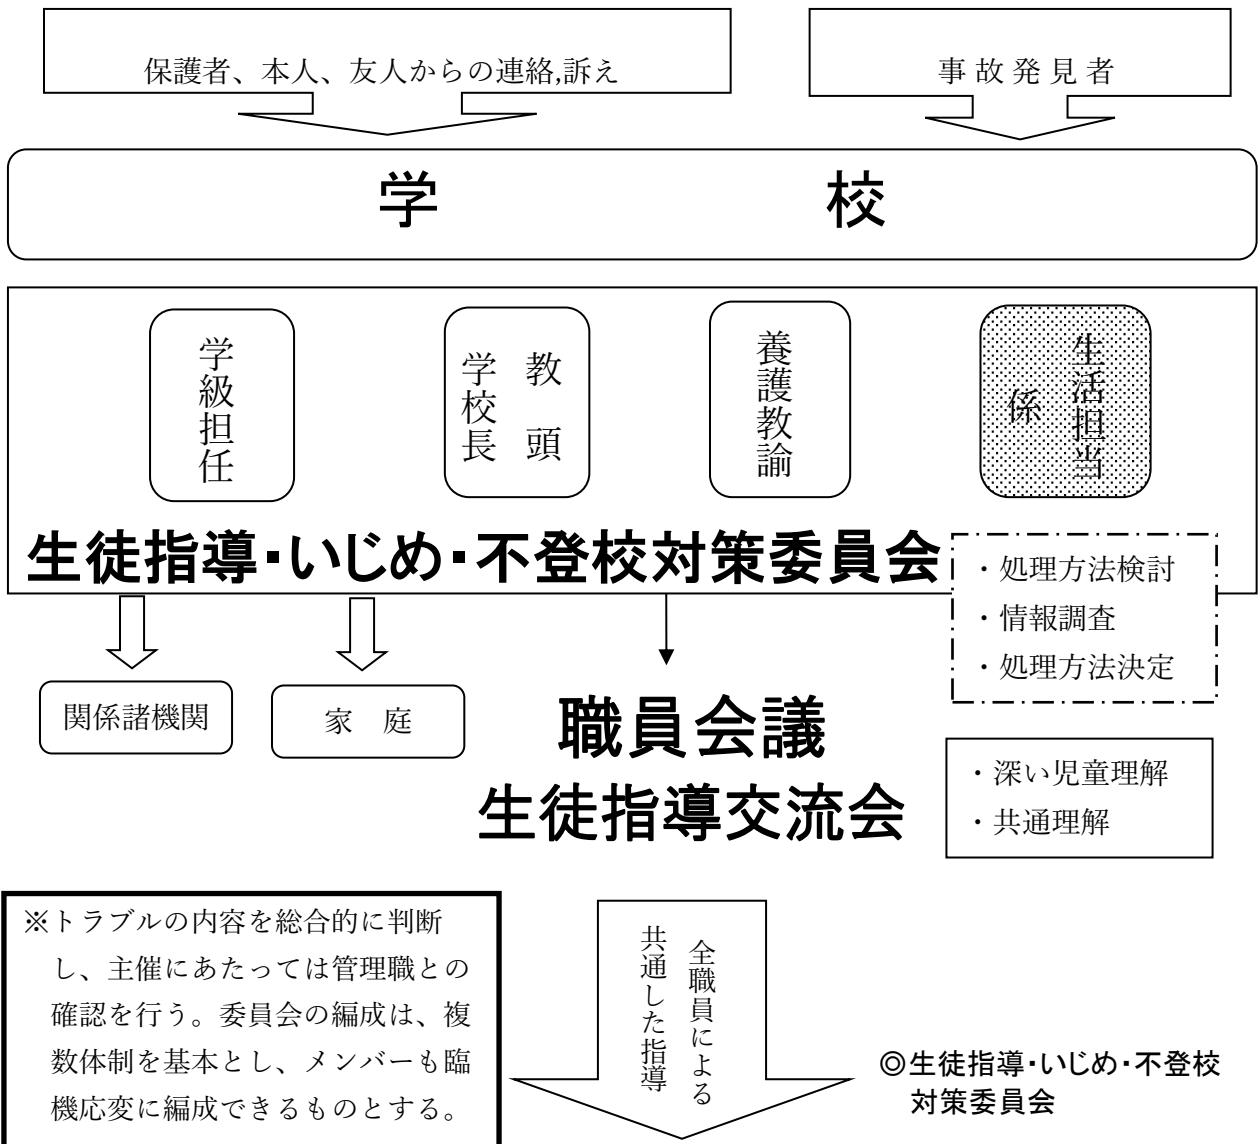 保護者、本人、友人からの連絡,訴え
事故発見者
学　校
学級担任
教頭
学校長
養護教諭
生活担当
係
生徒指導・いじめ・不登校対策委員会
・処理方法検討
・情報調査
・処理方法決定
関係諸機関
家　庭
職員会議
生徒指導交流会
・深い児童理解
・共通理解
※トラブルの内容を総合的に判断
し、主催にあたっては管理職との
確認を行う。委員会の編成は、複
数体制を基本とし、メンバーも臨
機応変に編成できるものとする。
全職員による
共通した指導
◎生徒指導・いじめ・不登校
対策委員会